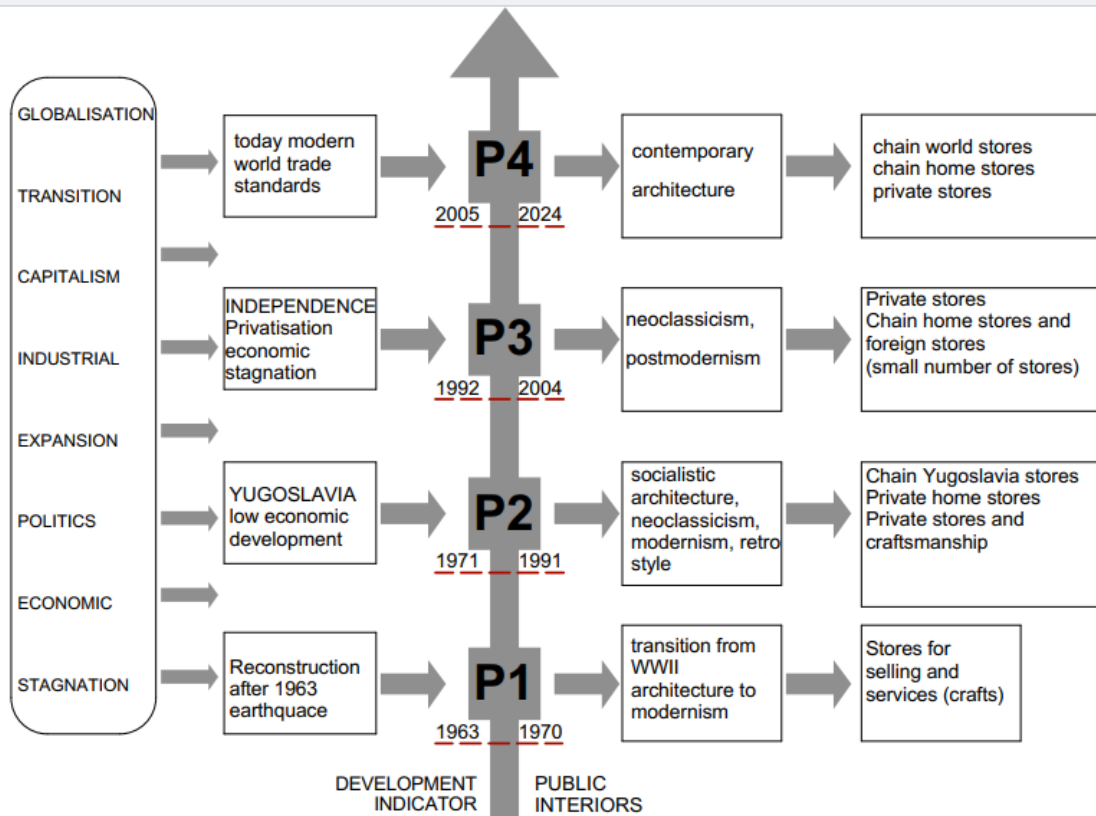 GLOBALISATION
TRANSITION
CAPITALISM
INDUSTRIAL
EXPANSION
POLITICS
ECONOMIC
STAGNATION
today modern
world trade
standards
P4
2005 2024
contemporary
architecture
chain world stores
chain home stores
private stores
INDEPENDENCE
Privatisation
economic
stagnation
P3
1992 2004
neoclassicism,
postmodernism
Private stores
Chain home stores and
foreign stores
(small number of stores)
YUGOSLAVIA
low economic
development
P2
1971 1991
socialistic
architecture,
neoclassicism,
modernism, retro
style
Chain Yugoslavia stores
Private home stores
Private stores and
craftsmanship
Reconstruction
after 1963
earthquace
P1
1963 1970
transition from
WWII
architecture to
modernism
Stores for
selling and
services (crafts)
DEVELOPMENT
INDICATOR
PUBLIC
INTERIORS